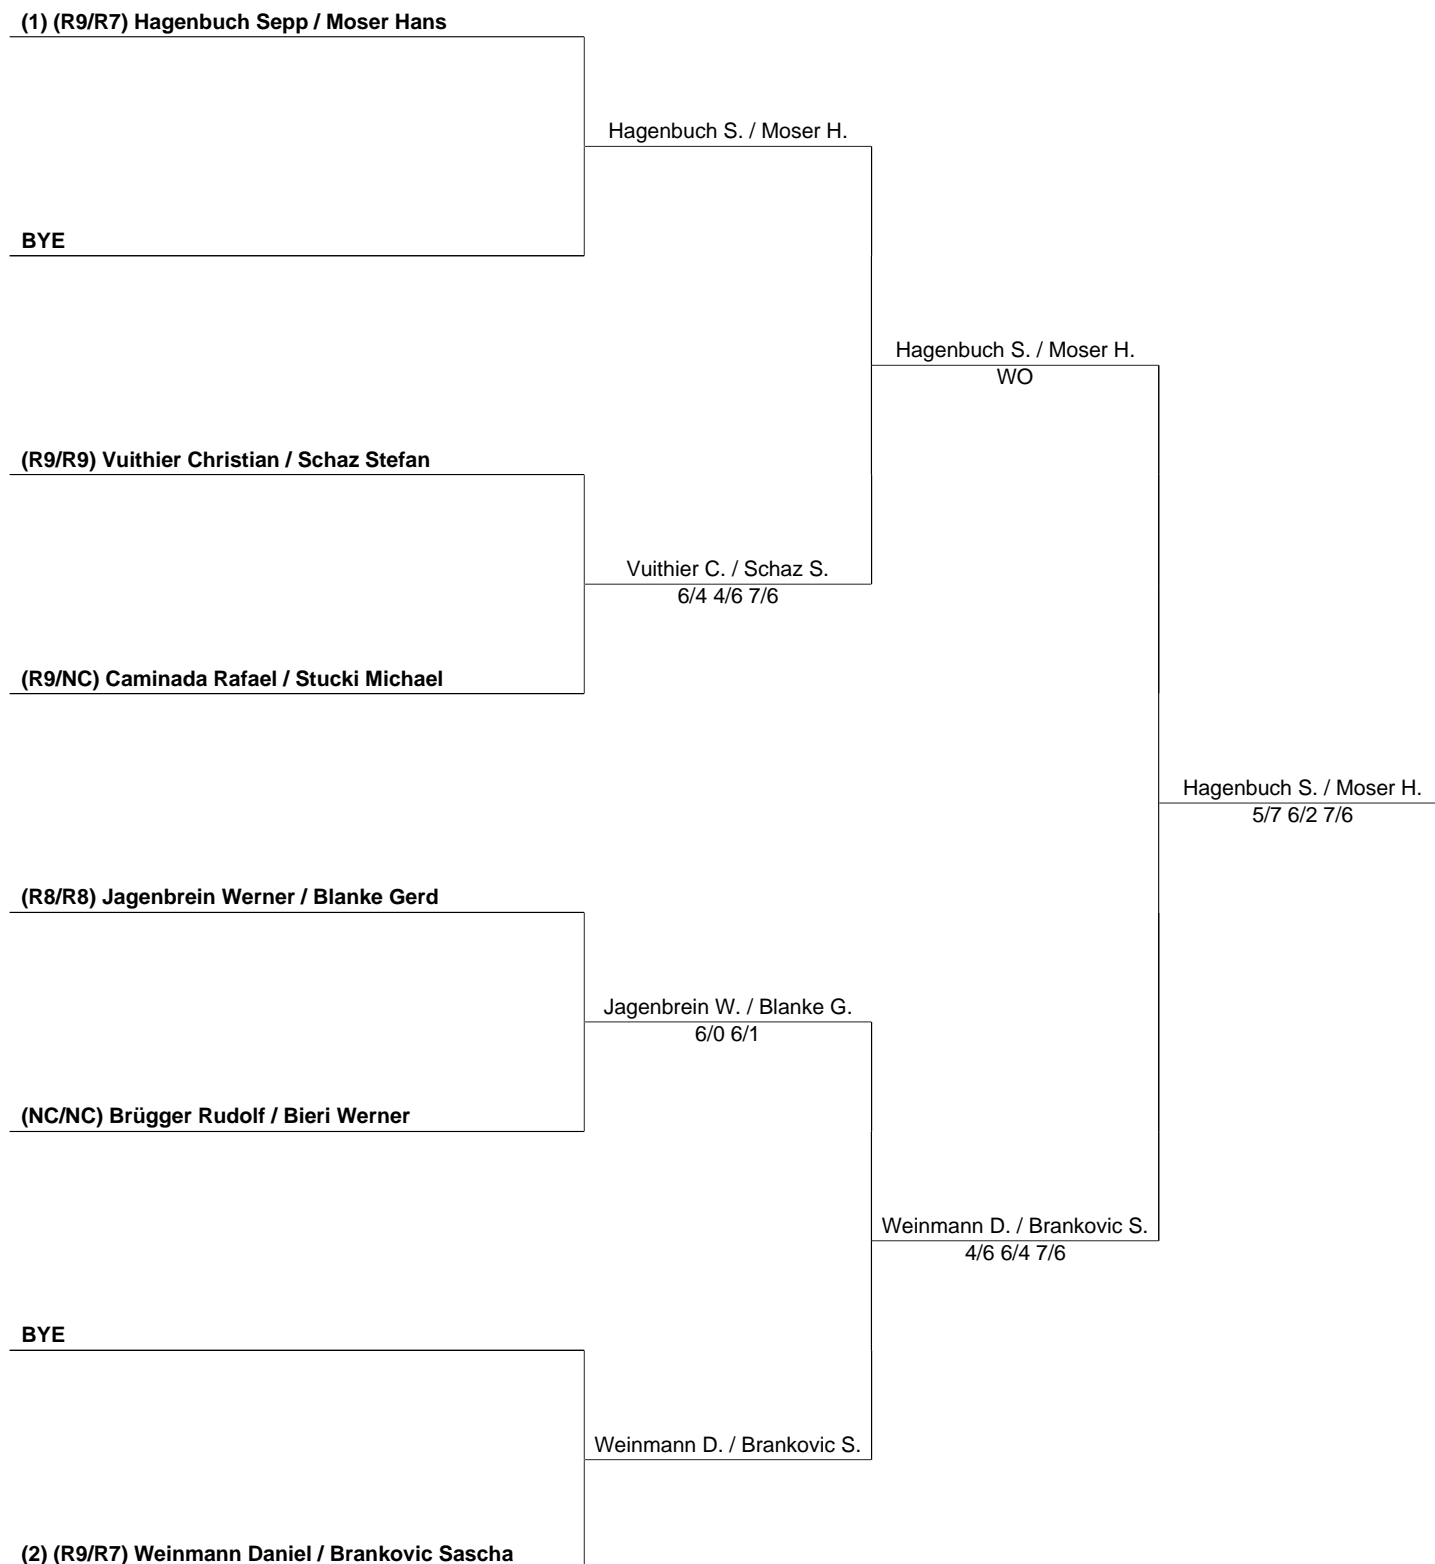 (1) (R9/R7) Hagenbuch Sepp / Moser Hans
Hagenbuch S. / Moser H.
BYE
Hagenbuch S. / Moser H.
WO
(R9/R9) Vuithier Christian / Schaz Stefan
Vuithier C. / Schaz S.
6/4 4/6 7/6
(R9/NC) Caminada Rafael / Stucki Michael
Hagenbuch S. / Moser H.
5/7 6/2 7/6
(R8/R8) Jagenbrein Werner / Blanke Gerd
Jagenbrein W. / Blanke G.
6/0 6/1
(NC/NC) Brügger Rudolf / Bieri Werner
Weinmann D. / Brankovic S.
4/6 6/4 7/6
BYE
Weinmann D. / Brankovic S.
(2) (R9/R7) Weinmann Daniel / Brankovic Sascha